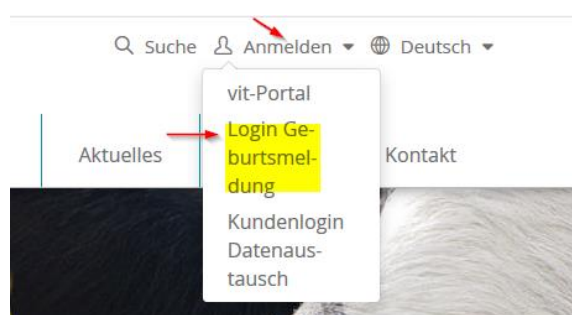 Suche Anmelden Deutsch
vit-Portal
Login Ge-
burtsmel-
dung
Kundenlogin
Datenaus-
tausch
Aktuelles Kontakt